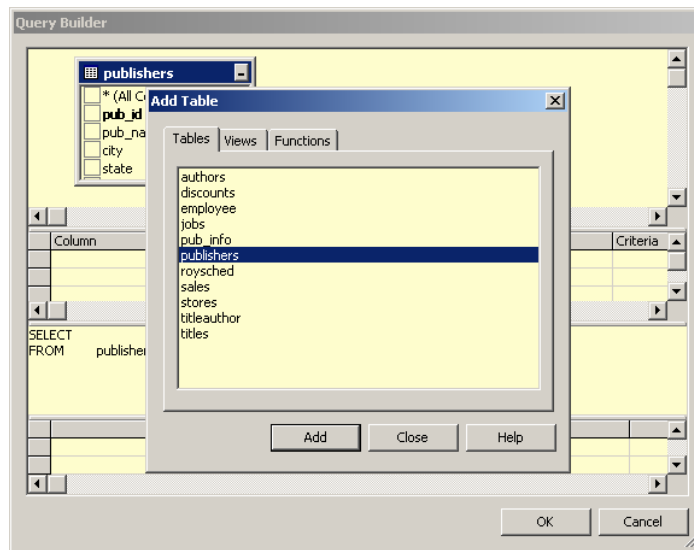 Query Builder
publishers
* (All C
pub_id
pub_na
city
state
Add Table
Tables Views Functions
authors
discounts
employee
jobs
pub_info
publishers
roysched
sales
stores
titleauthor
titles
Add Close Help
Column Criteria
SELECT
FROM publisher
OK Cancel